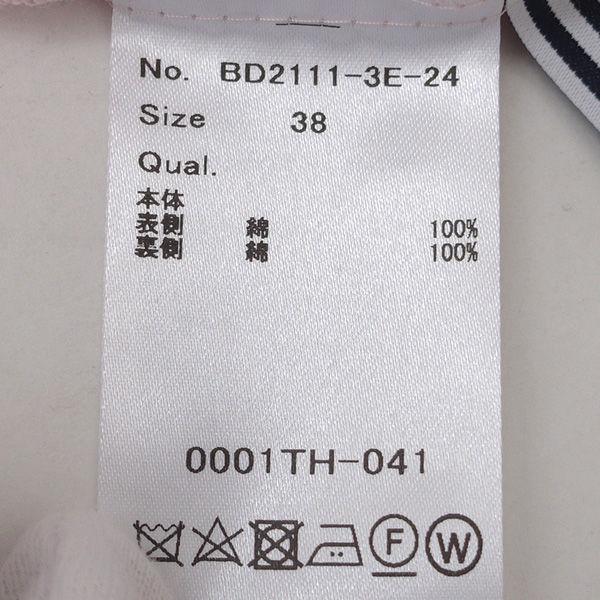 No. BD2111-3E-24
Size 38
Qual.
本体
表側 綿 100%
裏側 綿 100%
0001TH-041
F W